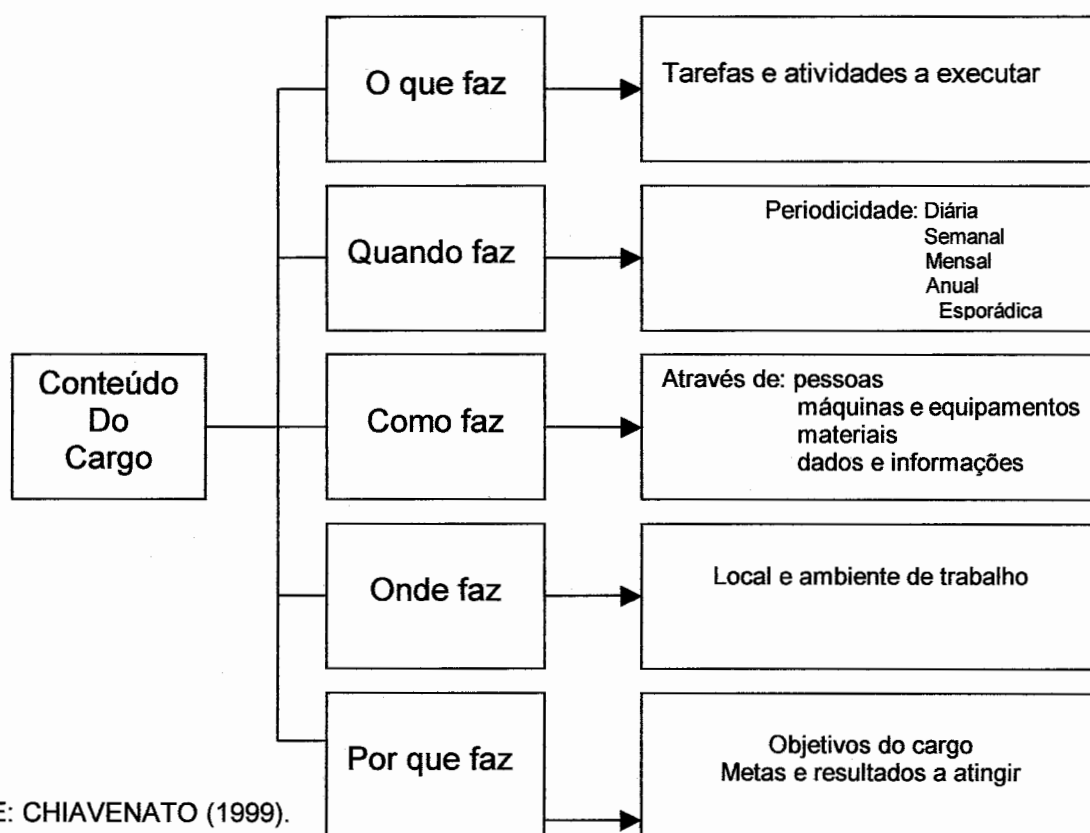 O que faz
Tarefas e atividades a executar
Quando faz
Periodicidade: Diária
Semanal
Mensal
Anual
Esporádica
Conteúdo
Do
Cargo
Como faz
Através de: pessoas
máquinas e equipamentos
materiais
dados e informações
Onde faz
Local e ambiente de trabalho
Por que faz
Objetivos do cargo
Metas e resultados a atingir
E: CHIAVENATO (1999).